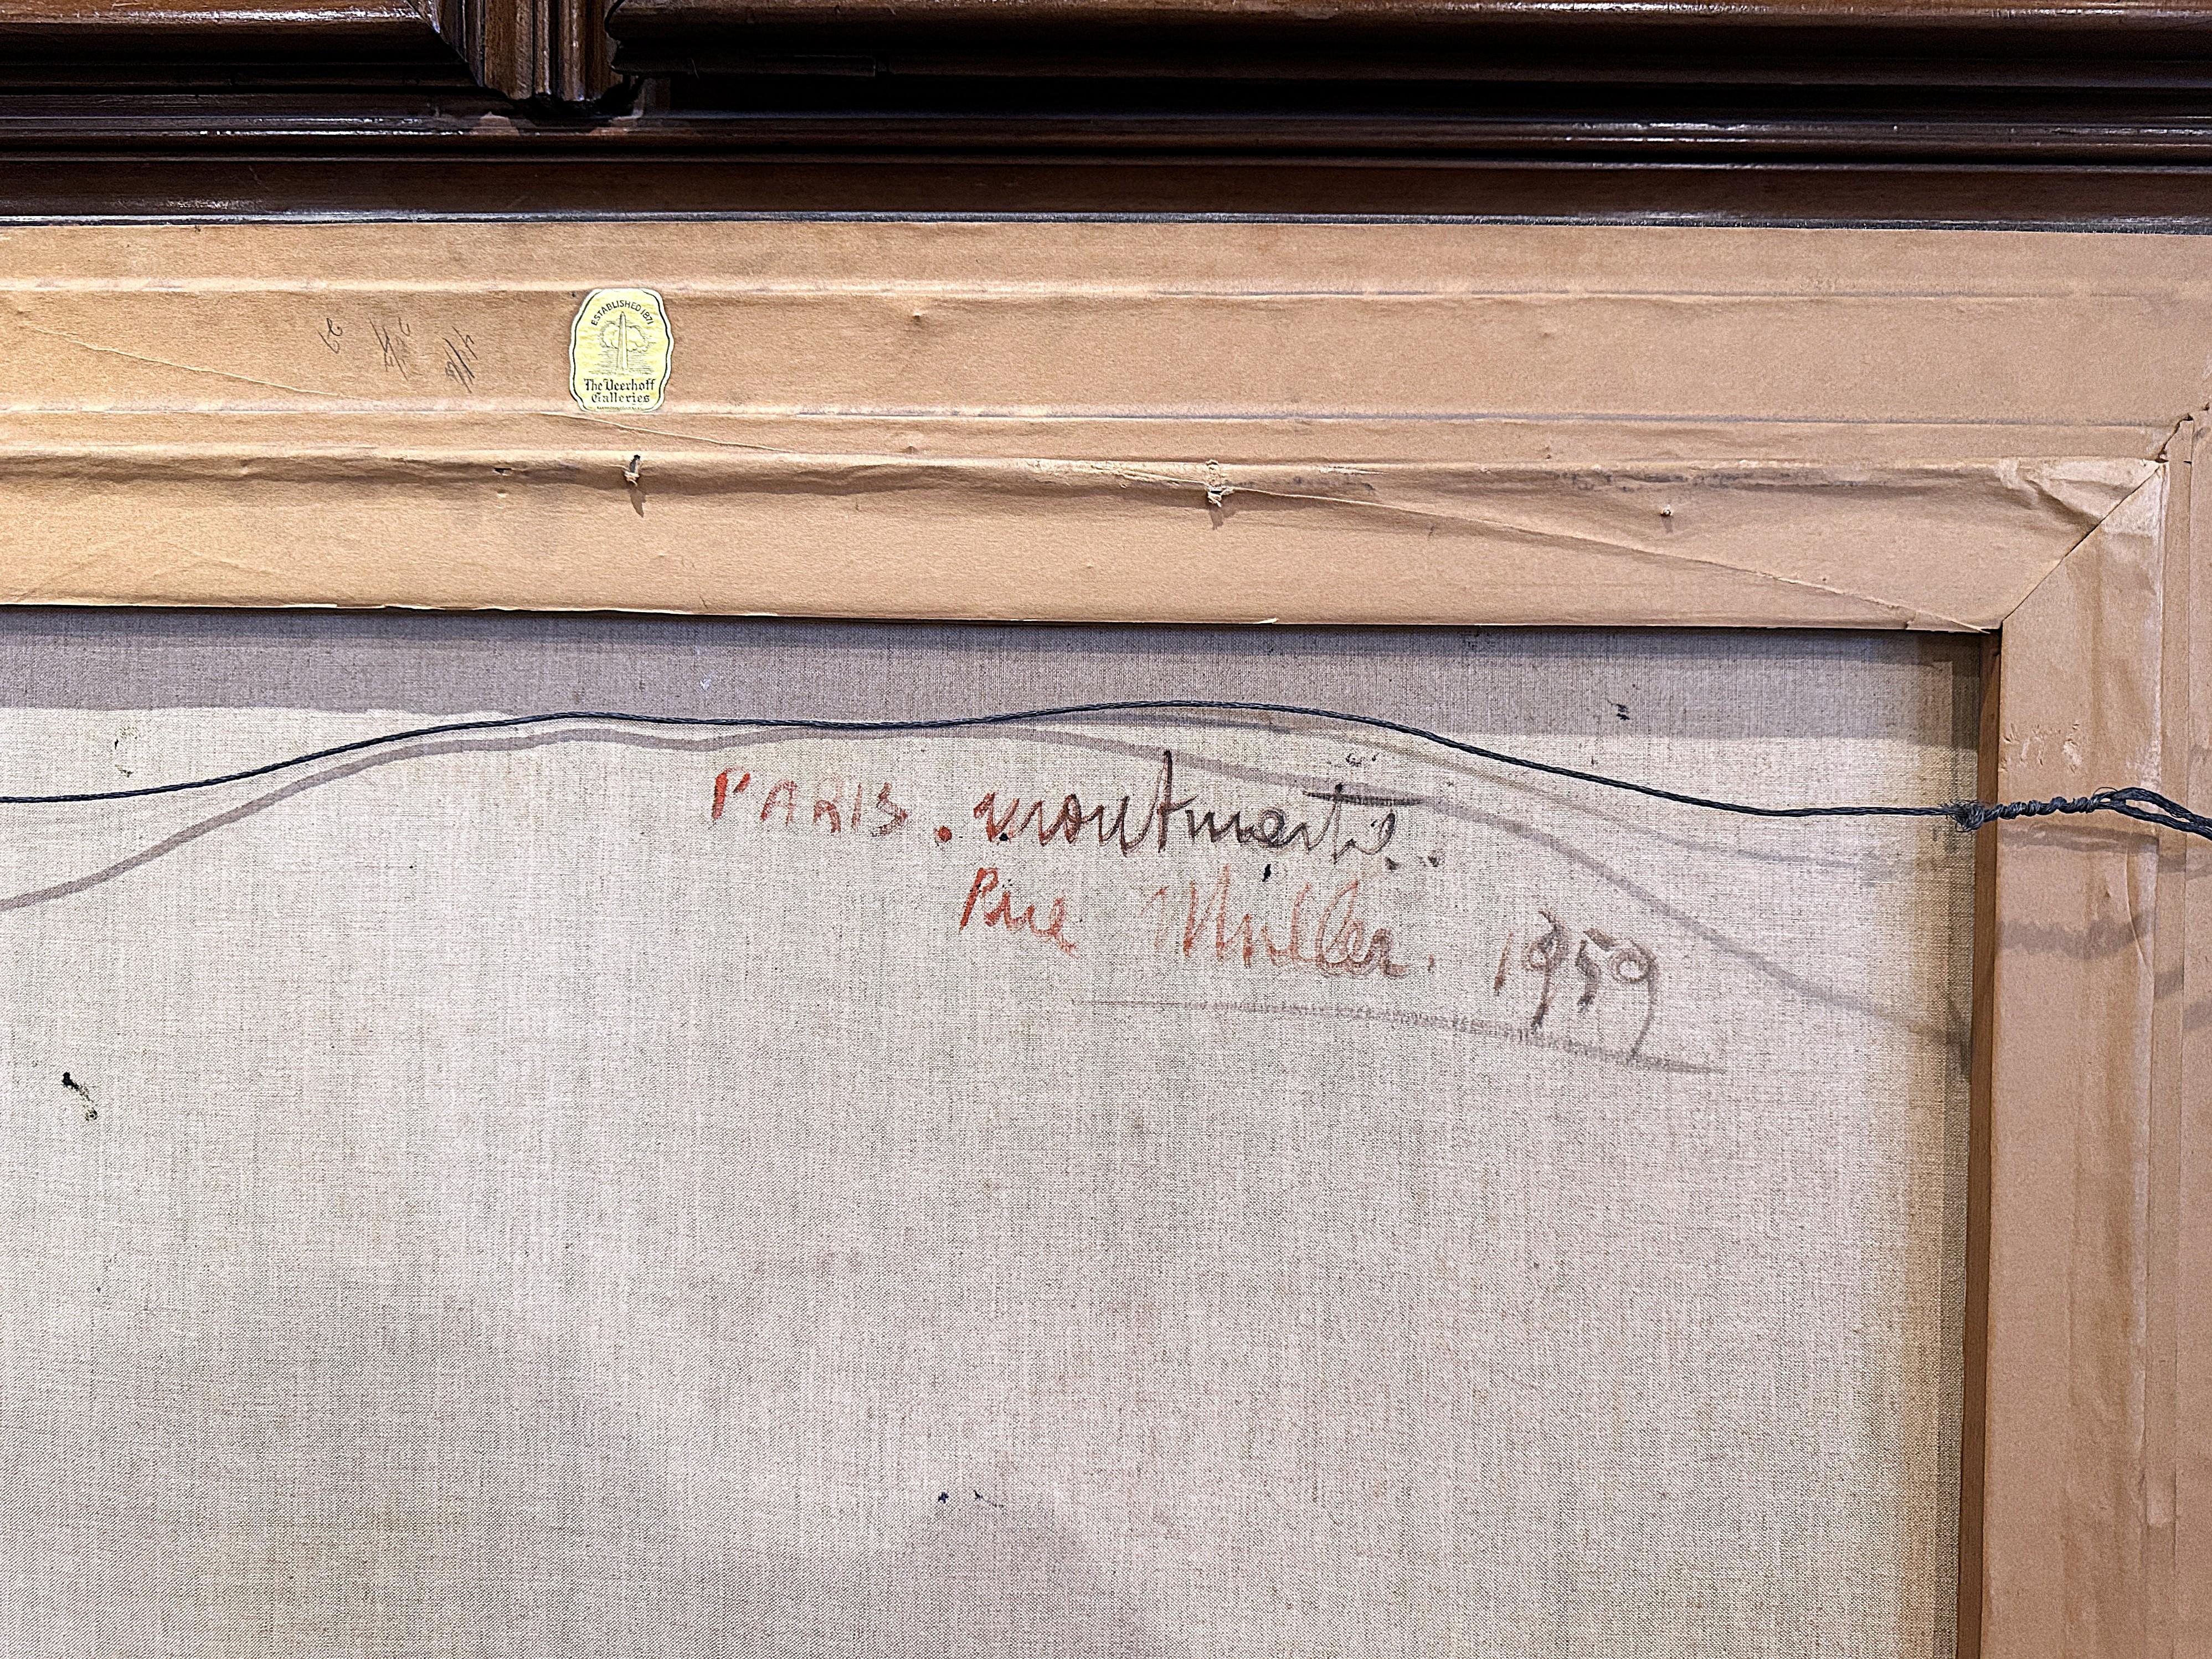 ESTABLISHED 1871
The Veerhoff
Galleries
PARIS. montmartre..
Rue Muller. 1959